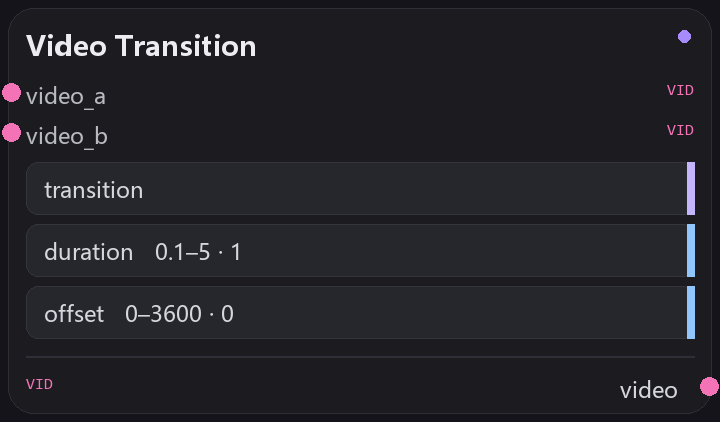 Video Transition
video_a VID
video_b VID
transition
duration 0.1–5 · 1
offset 0–3600 · 0
VID video